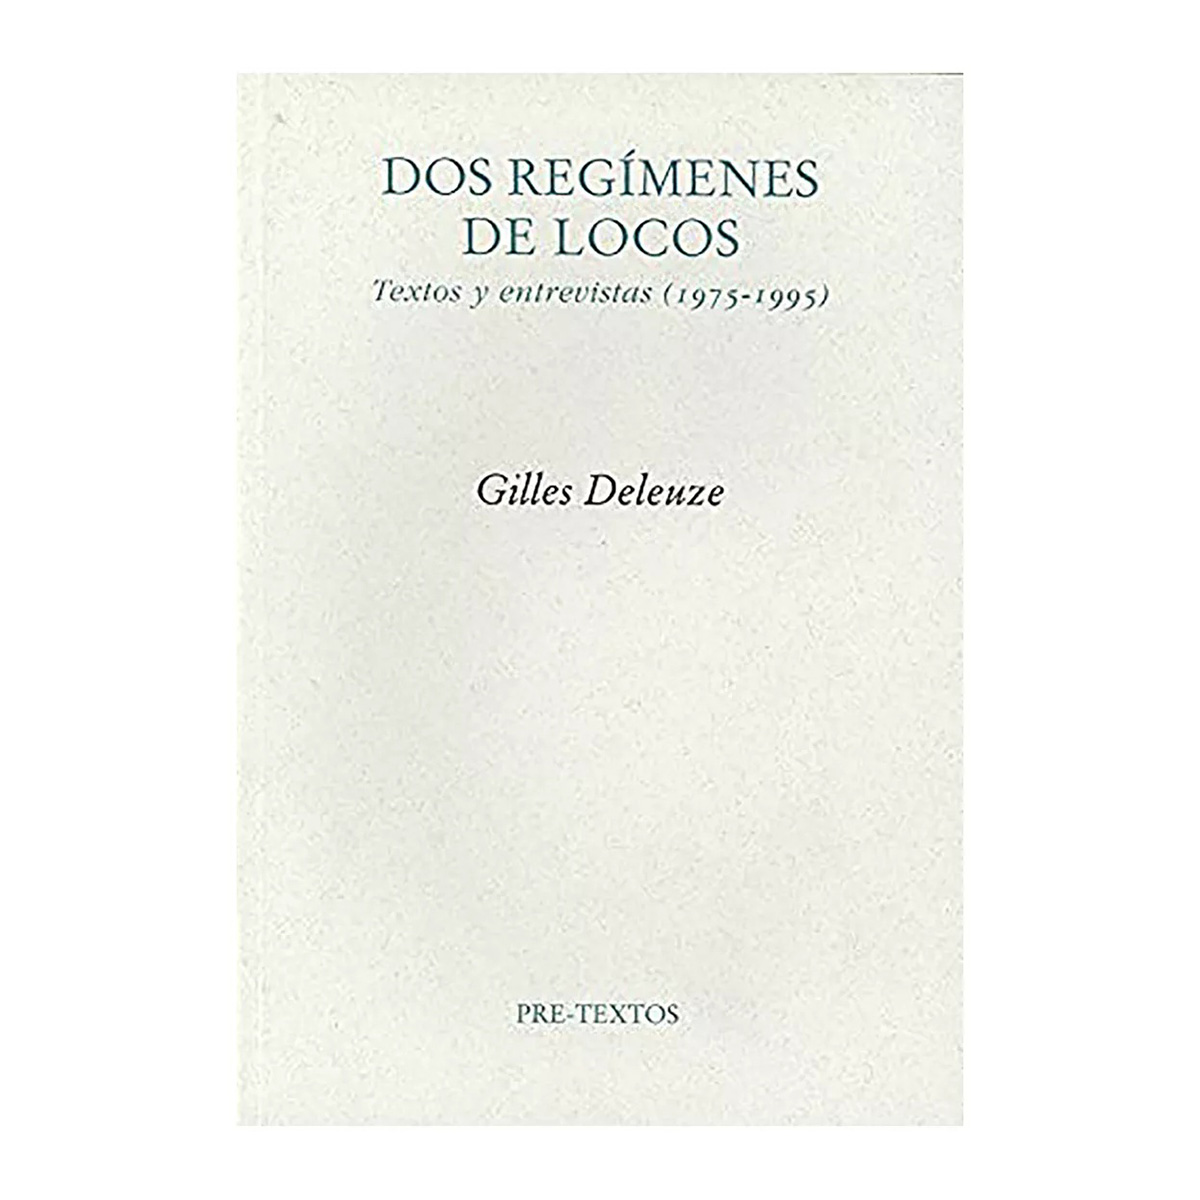 DOS REGÍMENES
DE LOCOS
Textos y entrevistas (1975-1995)
Gilles Deleuze
PRE-TEXTOS